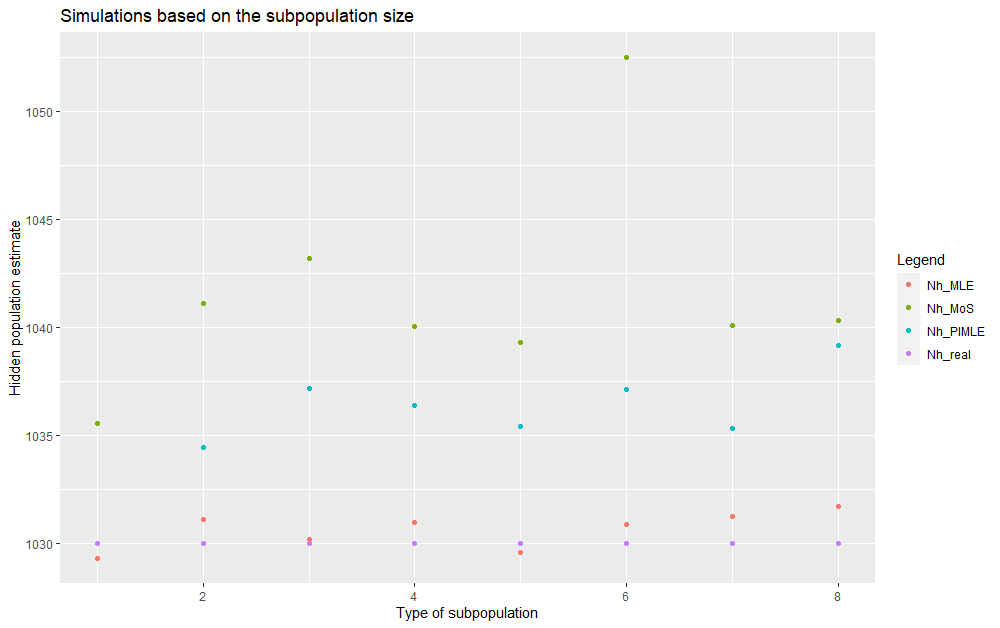 Simulations based on the subpopulation size
Hidden population estimate
1050
1045
1040
1035
1030
2
4
6
8
Type of subpopulation
Legend
Nh_MLE
Nh_MoS
Nh_PIMLE
Nh_real